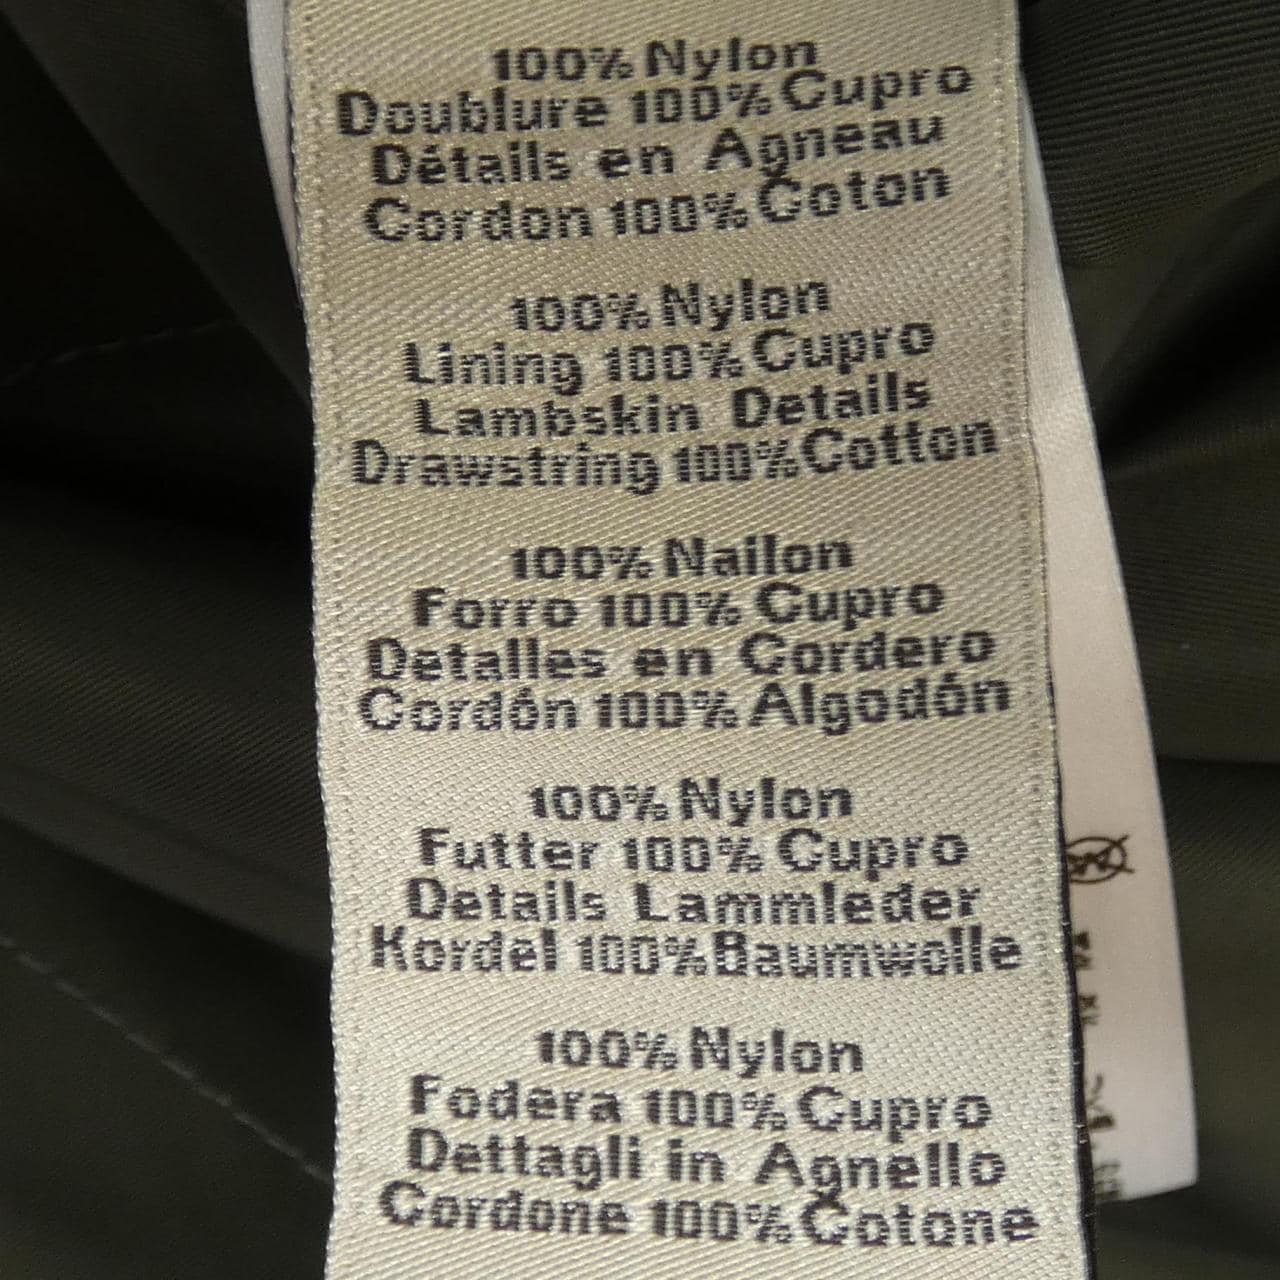 100% Nylon
Doublure 100% Cupro
Détails en Agneau
Cordon 100% Coton
100% Nylon
Lining 100% Cupro
Lambskin Details
Drawstring 100% Cotton
100% Nailon
Forro 100% Cupro
Detalles en Cordero
Cordón 100% Algodón
100% Nylon
Futter 100% Cupro
Details Lammleder
Kordel 100% Baumwolle
100% Nylon
Fodera 100% Cupro
Dettagli in Agnello
Cordone 100% Cotone